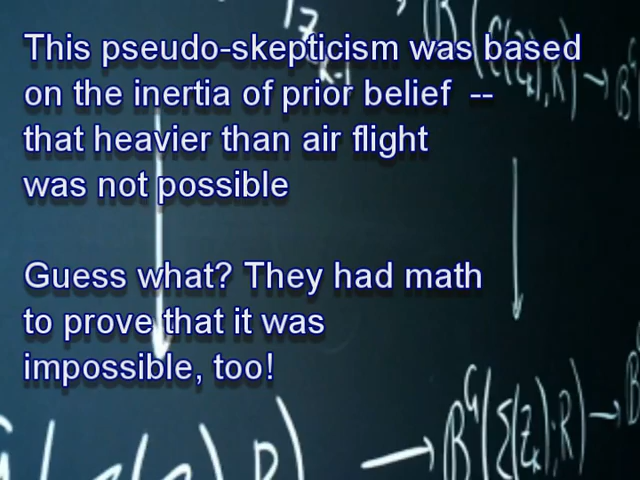 This pseudo-skepticism was based
on the inertia of prior belief --
that heavier than air flight
was not possible
Guess what? They had math
to prove that it was
impossible, too!
→ B^G(Σ(Z_k);R) →